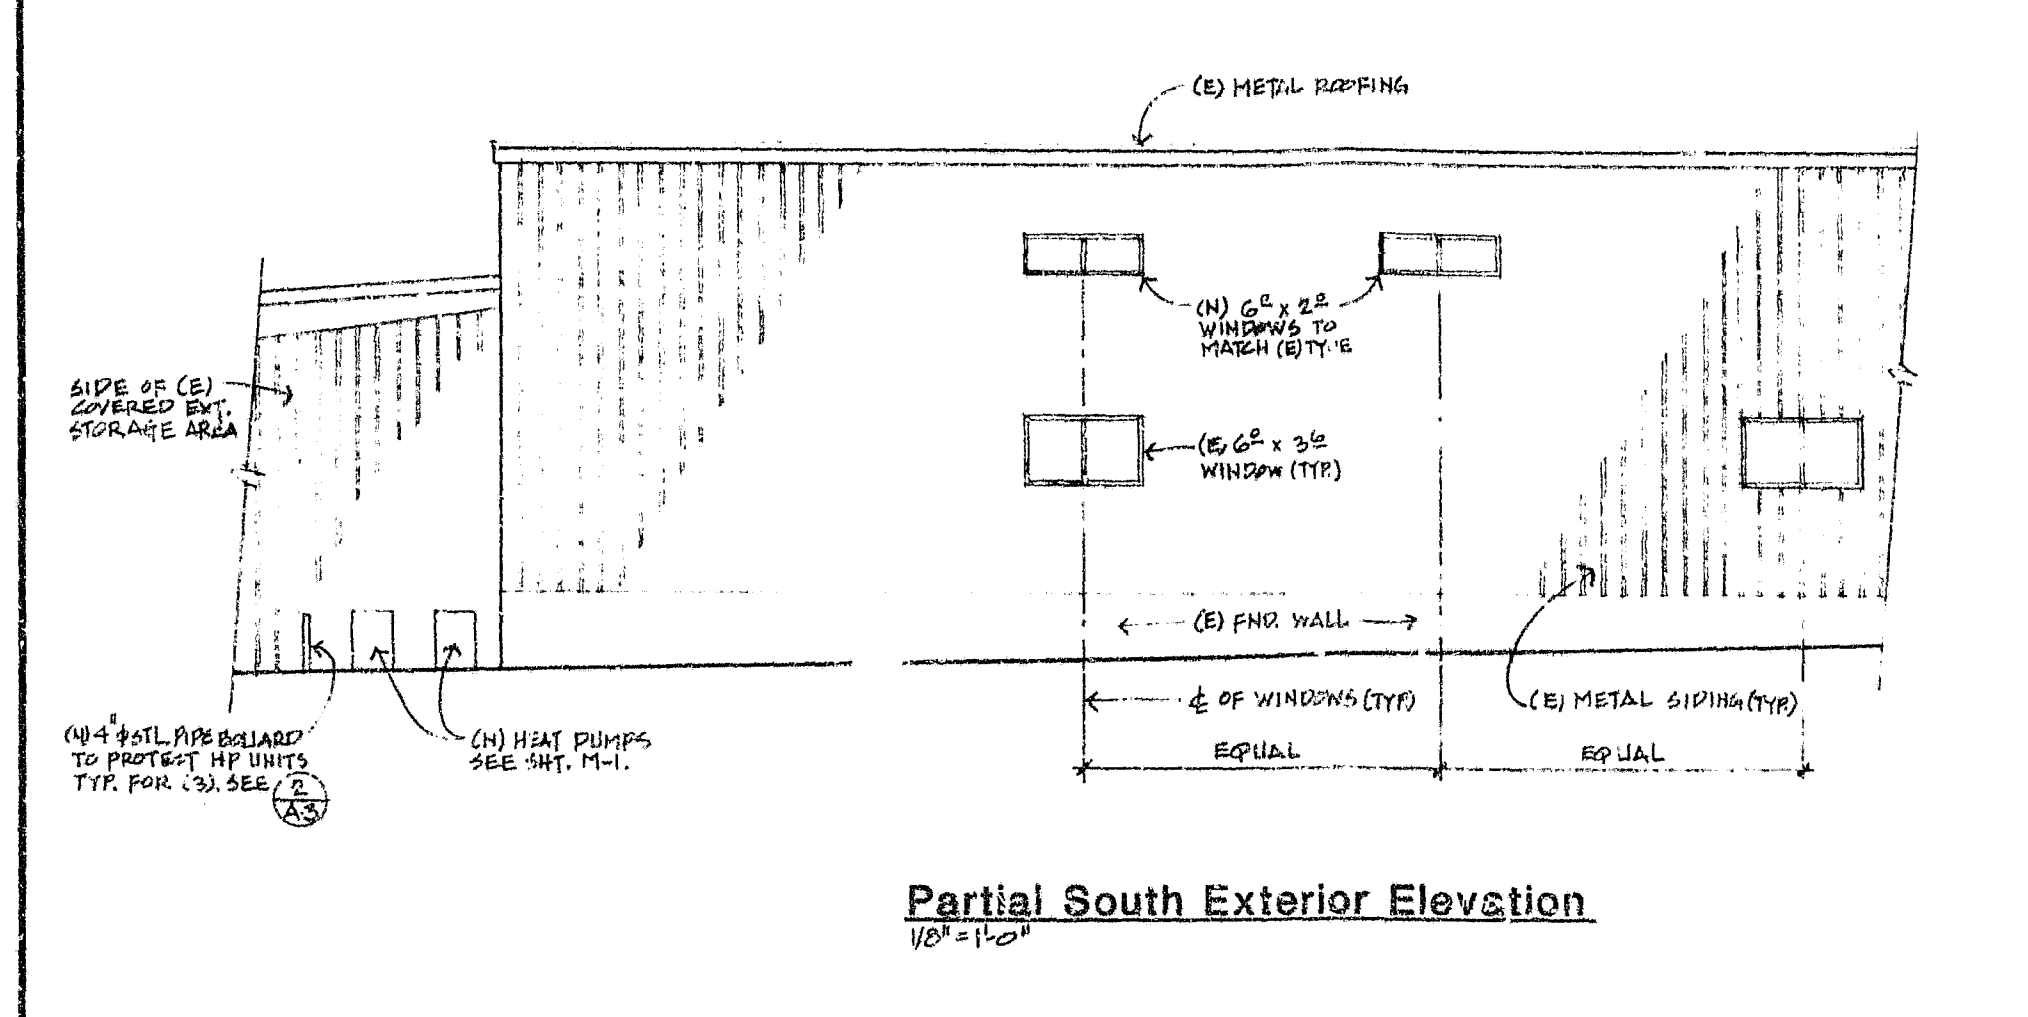 (E) METAL ROOFING
(N) 6⁰ x 2⁰
WINDOWS TO
MATCH (E) TYPE
SIDE OF (E)
COVERED EXT.
STORAGE AREA
(E) 6⁰ x 3⁶
WINDOW (TYP.)
(E) FND. WALL
℄ OF WINDOWS (TYP.)
(E) METAL SIDING (TYP.)
(N) 4"ϕ STL. PIPE BOLLARD
TO PROTECT HP UNITS
TYP. FOR (3). SEE
2
A.3
(N) HEAT PUMPS
SEE SHT. M-1.
EQUAL
EQUAL
Partial South Exterior Elevation
1/8" = 1'-0"